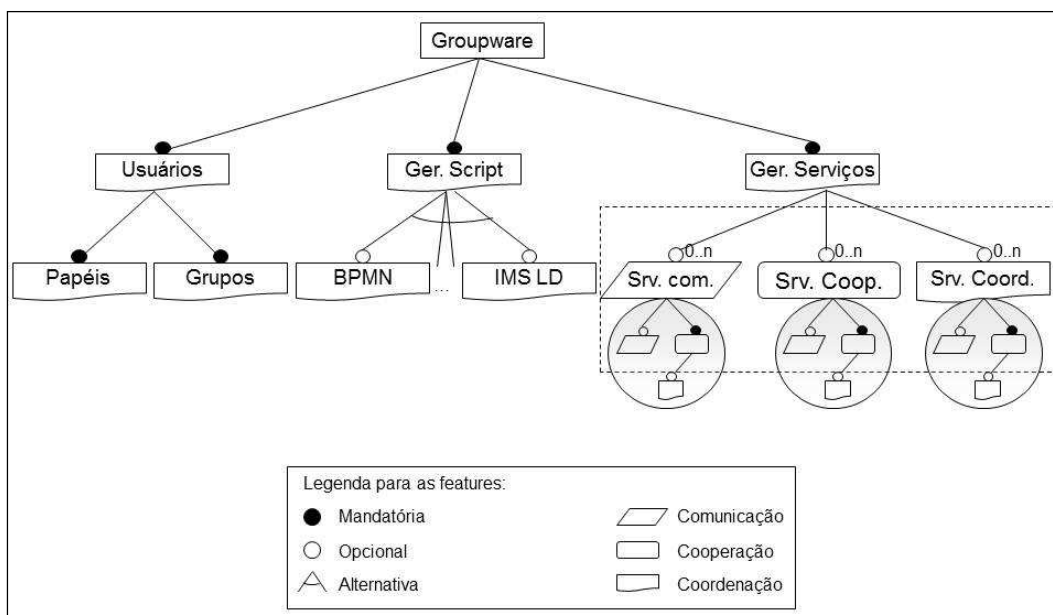 Groupware
Usuários
Ger. Script
Ger. Serviços
0..n
0..n
0..n
Papéis
Grupos
BPMN
...
IMS LD
Srv. com.
Srv. Coop.
Srv. Coord.
Legenda para as features:
Mandatória
Comunicação
Opcional
Cooperação
Alternativa
Coordenação